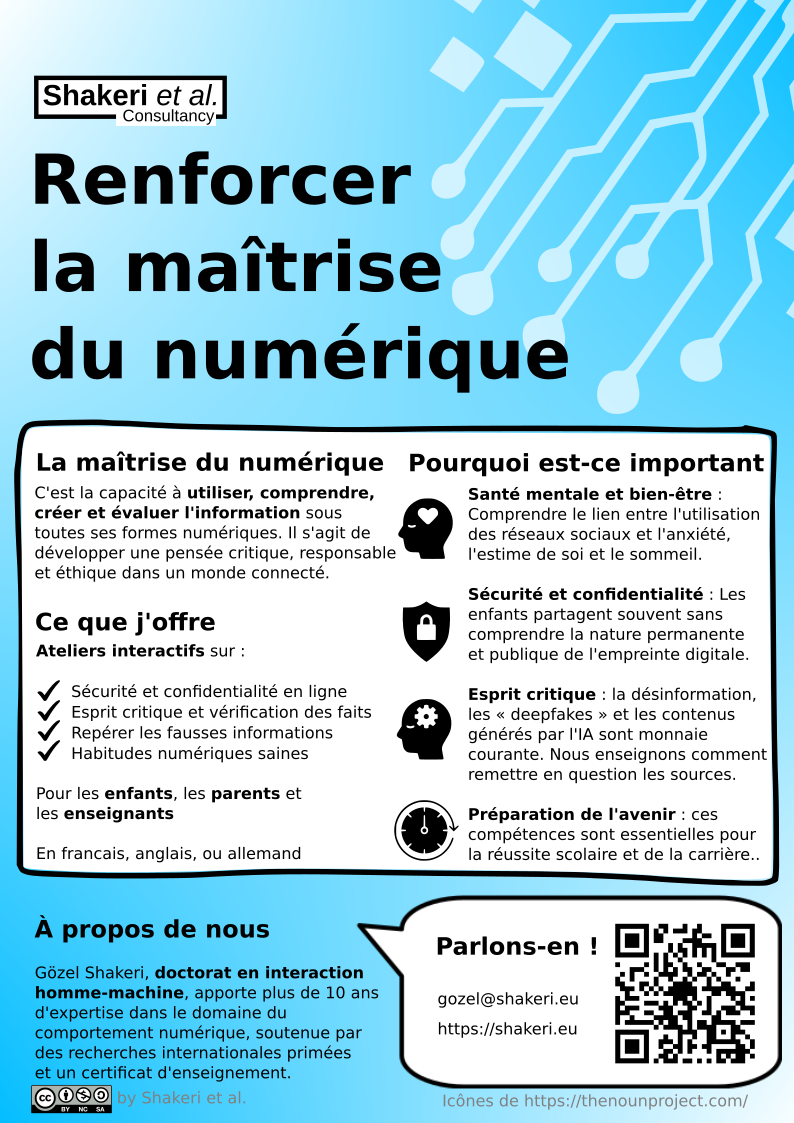 Shakeri et al.
Consultancy
Renforcer
la maîtrise
du numérique
La maîtrise du numérique
C'est la capacité à utiliser, comprendre,
créer et évaluer l'information sous
toutes ses formes numériques. Il s'agit de
développer une pensée critique, responsable
et éthique dans un monde connecté.
Ce que j'offre
Ateliers interactifs sur :
Sécurité et confidentialité en ligne
Esprit critique et vérification des faits
Repérer les fausses informations
Habitudes numériques saines
Pour les enfants, les parents et
les enseignants
En francais, anglais, ou allemand
Pourquoi est-ce important
Santé mentale et bien-être :
Comprendre le lien entre l'utilisation
des réseaux sociaux et l'anxiété,
l'estime de soi et le sommeil.
Sécurité et confidentialité : Les
enfants partagent souvent sans
comprendre la nature permanente
et publique de l'empreinte digitale.
Esprit critique : la désinformation,
les « deepfakes » et les contenus
générés par l'IA sont monnaie
courante. Nous enseignons comment
remettre en question les sources.
Préparation de l'avenir : ces
compétences sont essentielles pour
la réussite scolaire et de la carrière..
À propos de nous
Gözel Shakeri, doctorat en interaction
homme-machine, apporte plus de 10 ans
d'expertise dans le domaine du
comportement numérique, soutenue par
des recherches internationales primées
et un certificat d'enseignement.
Parlons-en !
gozel@shakeri.eu
https://shakeri.eu
cc BY NC SA by Shakeri et al.
Icônes de https://thenounproject.com/